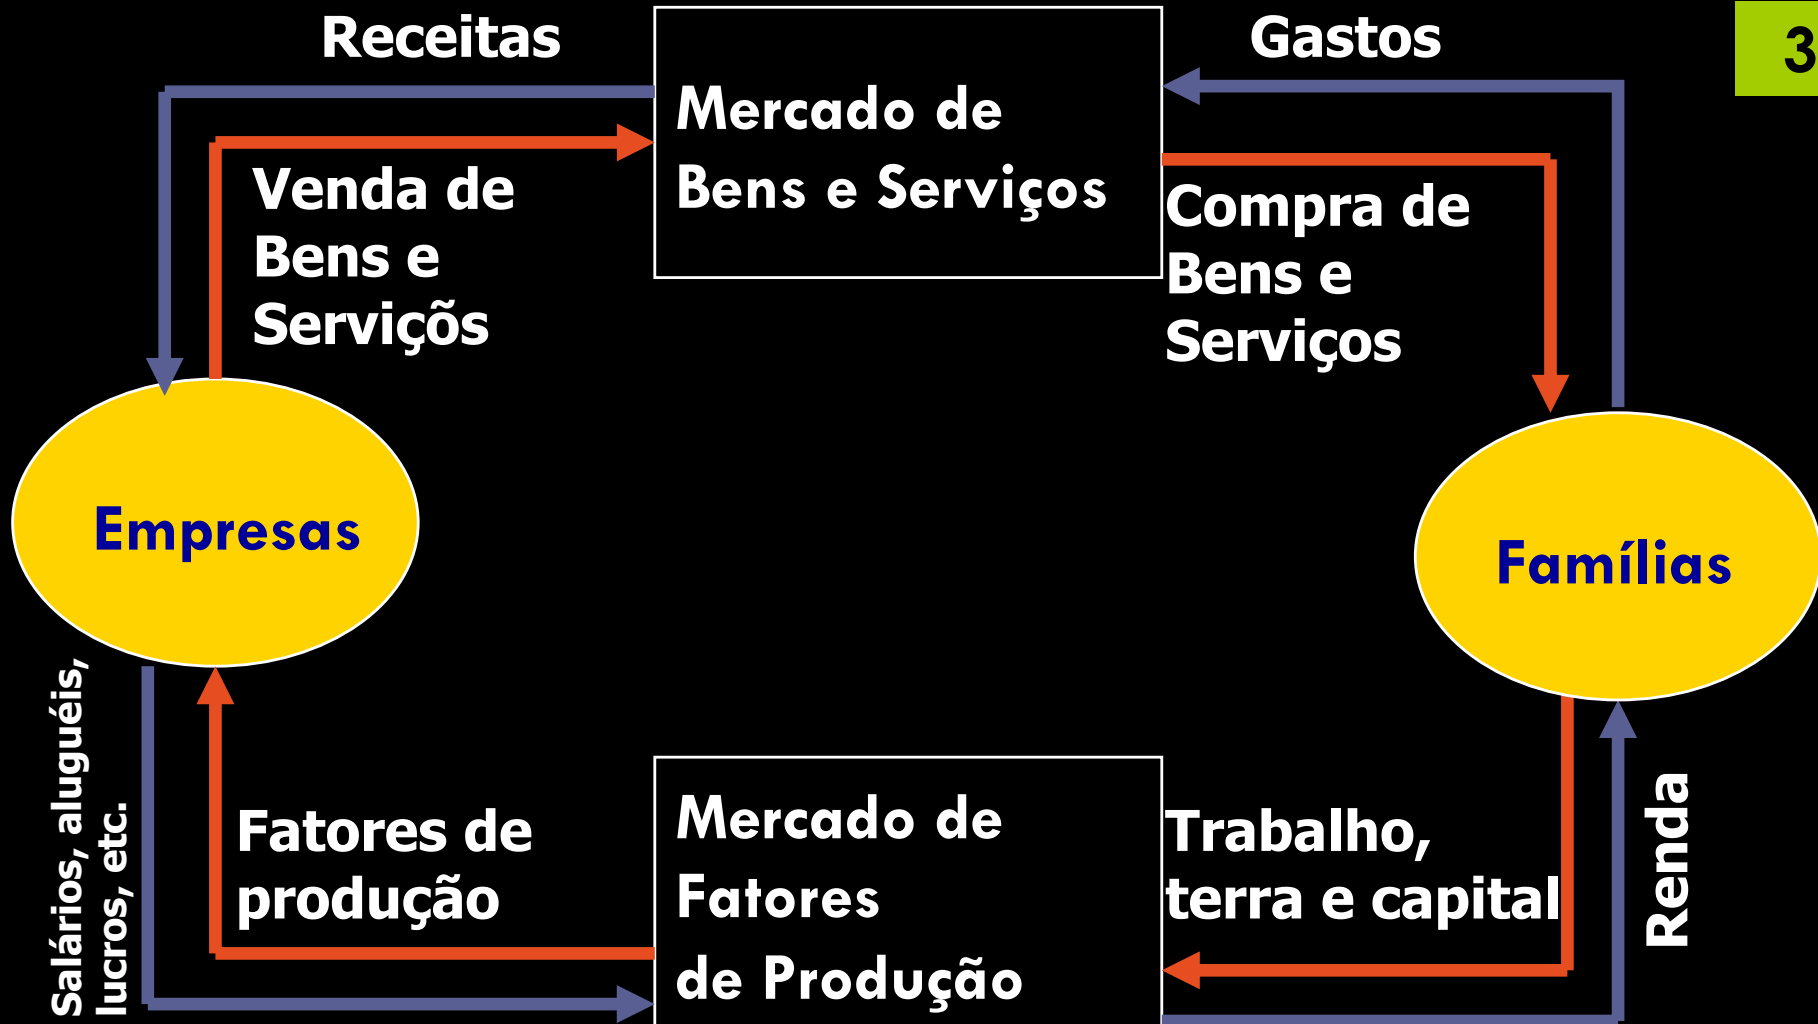 Receitas
Gastos
3
Mercado de
Bens e Serviços
Venda de
Bens e
Serviçõs
Compra de
Bens e
Serviços
Empresas
Famílias
Salários, aluguéis,
lucros, etc.
Fatores de
produção
Mercado de
Fatores
de Produção
Trabalho,
terra e capital
Renda